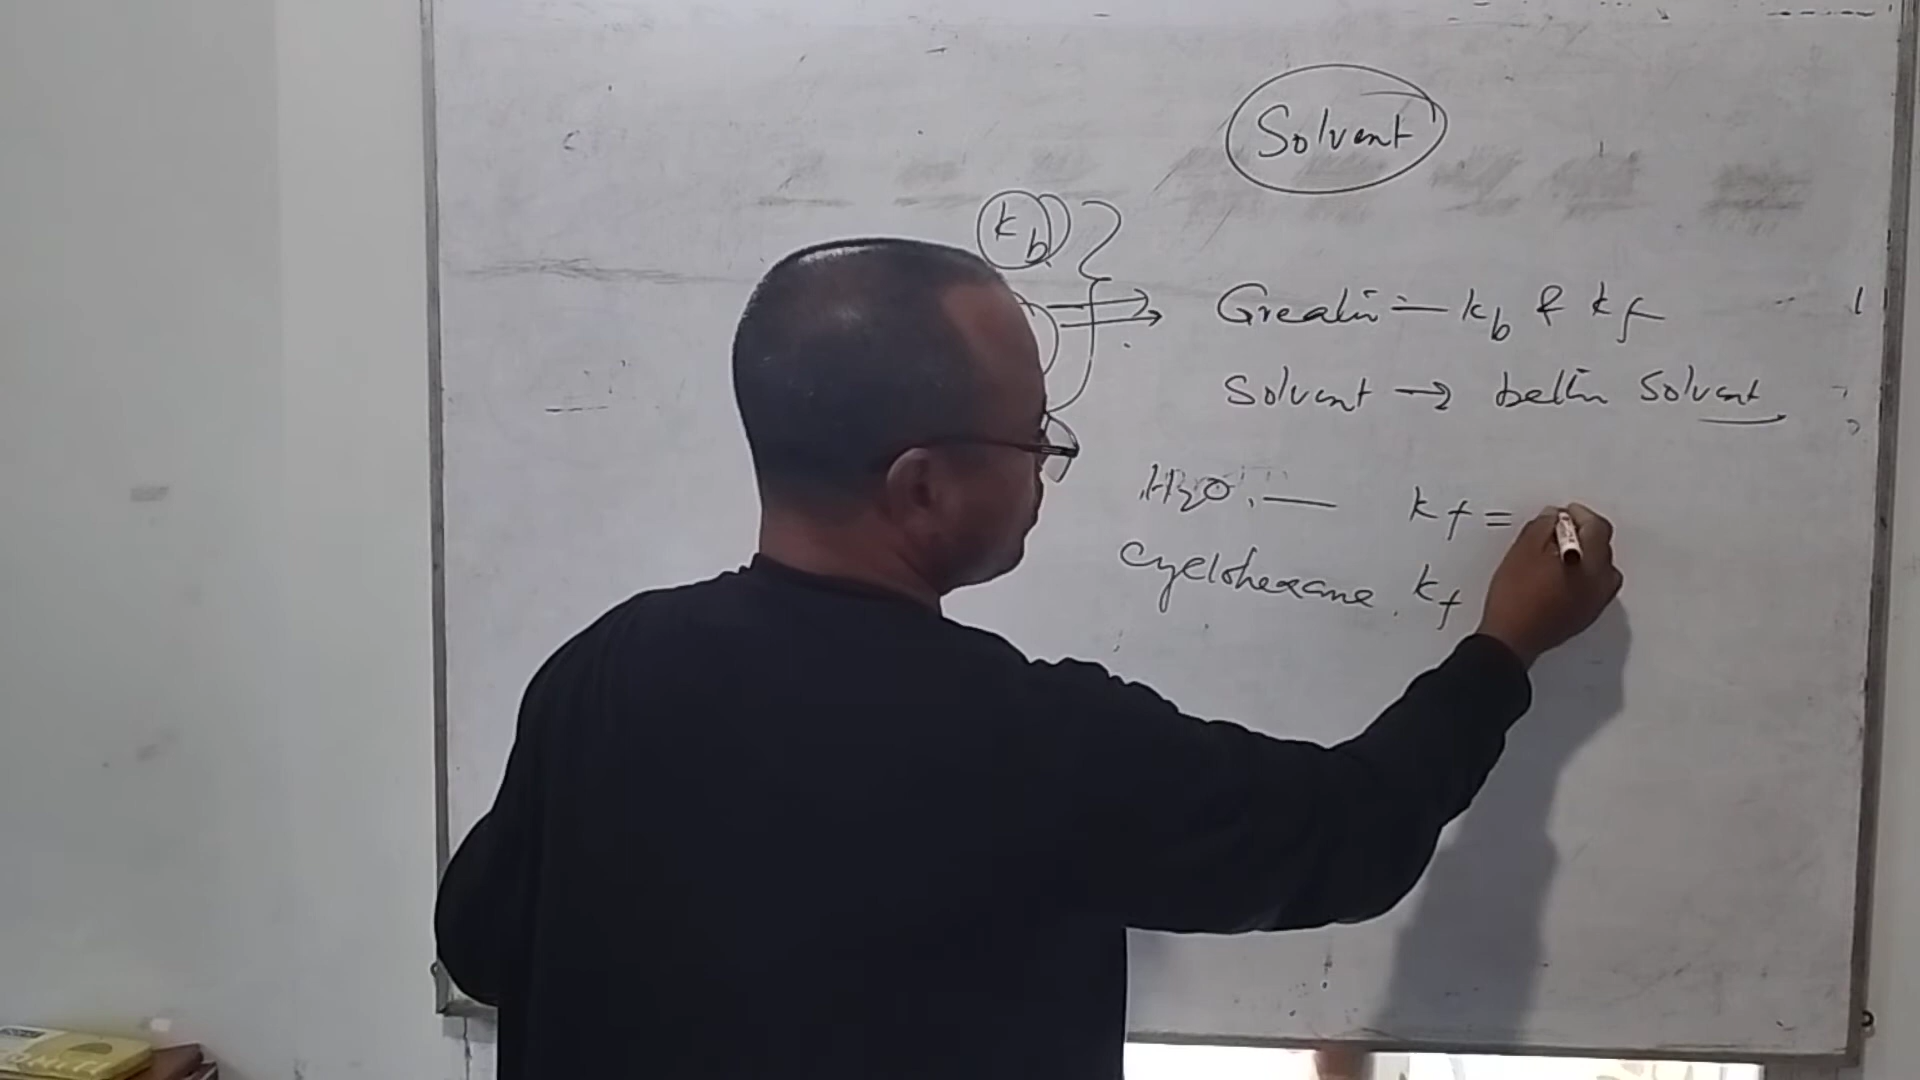 Solvent
kb
Greater kb & kf
Solvent → better Solvent
H2O. — kf =
cyclohexane. kf